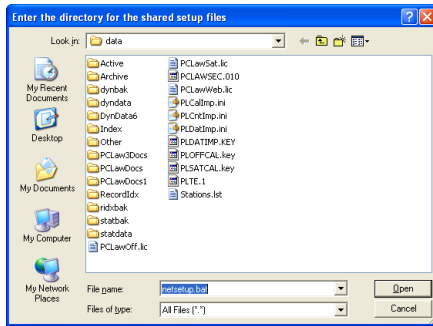 Enter the directory for the shared setup files
Look in: data
My Recent Documents
Desktop
My Documents
My Computer
My Network Places
Active
Archive
dynbak
dyndata
DynData6
Index
Other
PCLaw3Docs
PCLawDocs
PCLawDocs1
RecordIdx
ridxbak
statbak
statdata
PCLawOff.lic
PCLawSat.lic
PCLAWSEC.010
PCLawWeb.lic
PLCalImp.ini
PLCntImp.ini
PLDatImp.ini
PLDATIMP.KEY
PLOFFCAL.key
PLSATCAL.key
PLTE.1
Stations.lst
File name: netsetup.bat
Open
Files of type: All Files (*.*)
Cancel